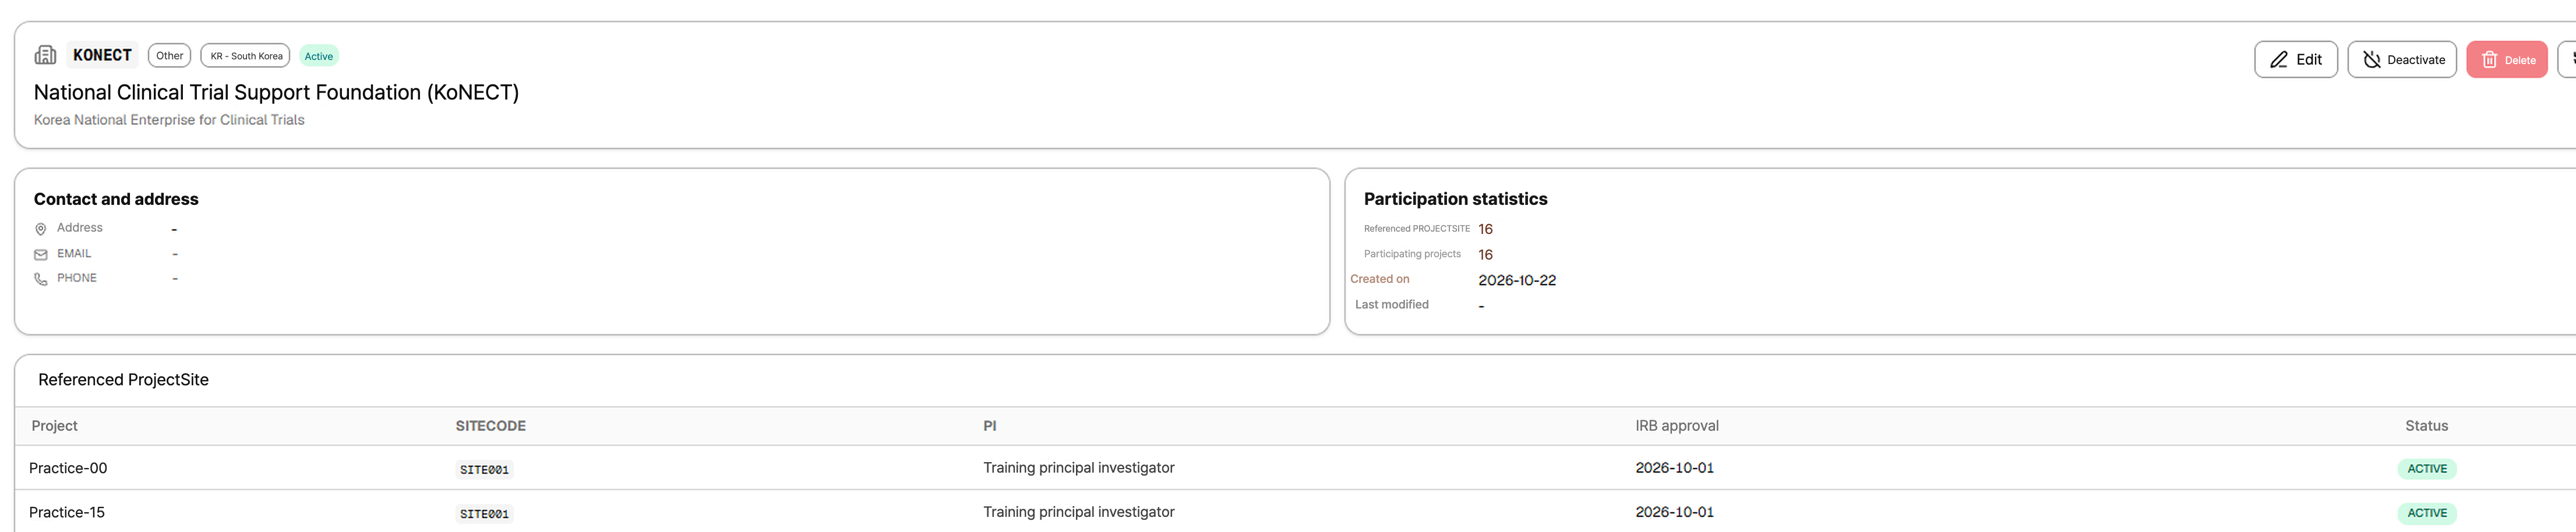 KONECT Other KR - South Korea Active Edit Deactivate Delete
National Clinical Trial Support Foundation (KoNECT)
Korea National Enterprise for Clinical Trials
Contact and address
Address -
EMAIL -
PHONE -
Participation statistics
Referenced PROJECTSITE 16
Participating projects 16
Created on 2026-10-22
Last modified -
Referenced ProjectSite
Project SITECODE PI IRB approval Status
Practice-00 SITE001 Training principal investigator 2026-10-01 ACTIVE
Practice-15 SITE001 Training principal investigator 2026-10-01 ACTIVE